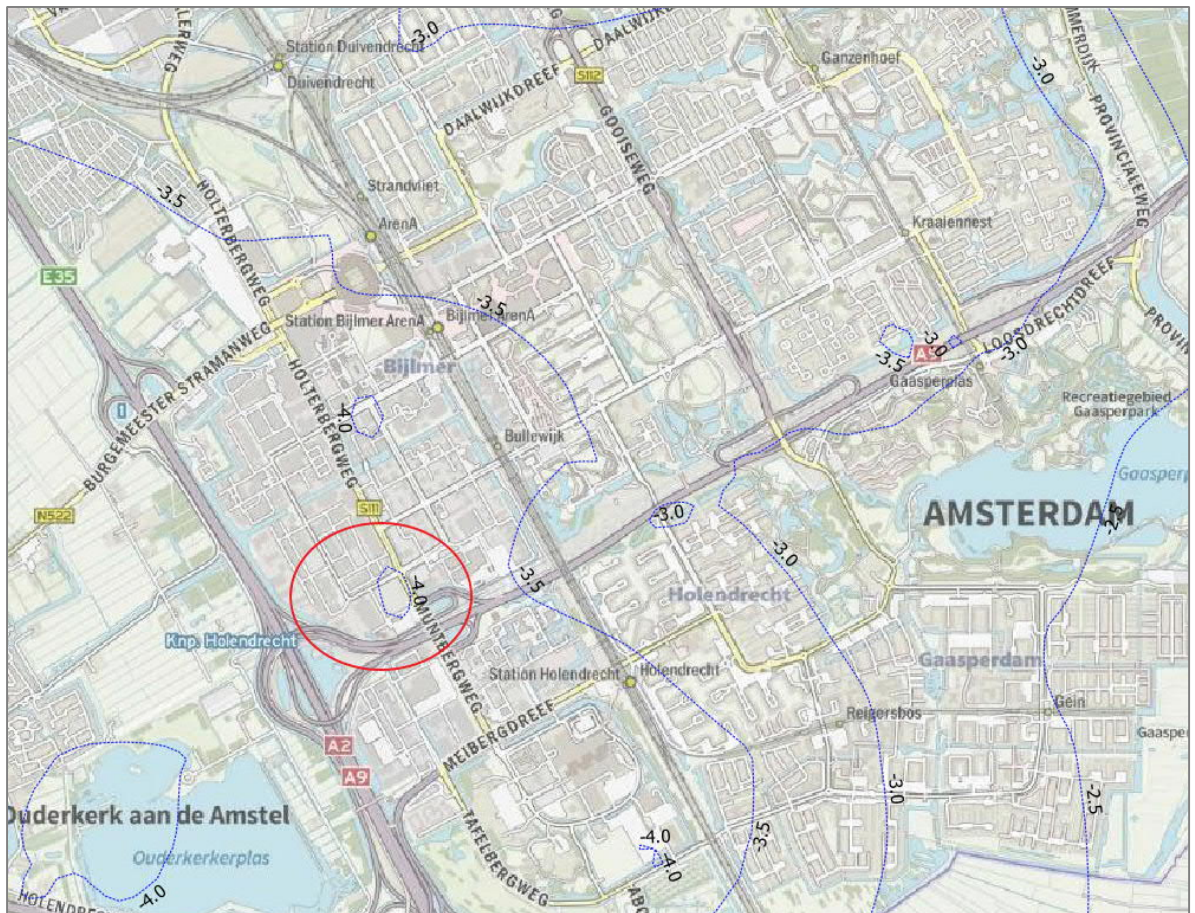 -3.0
DAALWIJKDREEF
Station Duivendrecht
Duivendrecht
S112
Ganzenhoef
-3.0
DAALWIJKDREEF
GOOISEWEG
PROVINCIALEWEG
Strandvliet
-3.5
HOLTERBERGWEG
ArenA
Kraaiennest
E35
-3.5
Station Bijlmer ArenA
Bijlmer ArenA
LOOSDRECHTDREEF
-3.0
-3.0
-3.5
Gaasperplas
Bijlmer
BURGEMEESTER STRAMANWEG
HOLTERBERGWEG
-4.0
Recreatiegebied
Gaasperpark
Bullewijk
S111
N522
-3.0
AMSTERDAM
-2.5
-3.0
-3.5
-4.0
Holendrecht
Knp. Holendrecht
MUNTBERGWEG
Gaasperdam
Station Holendrecht
Holendrecht
Reigersbos
Gein
MEIBERGDREEF
A2
A9
-3.0
-2.5
Ouderkerk aan de Amstel
TAFELBERGWEG
-4.0
-4.0
-3.5
Ouderkerkerplas
-4.0